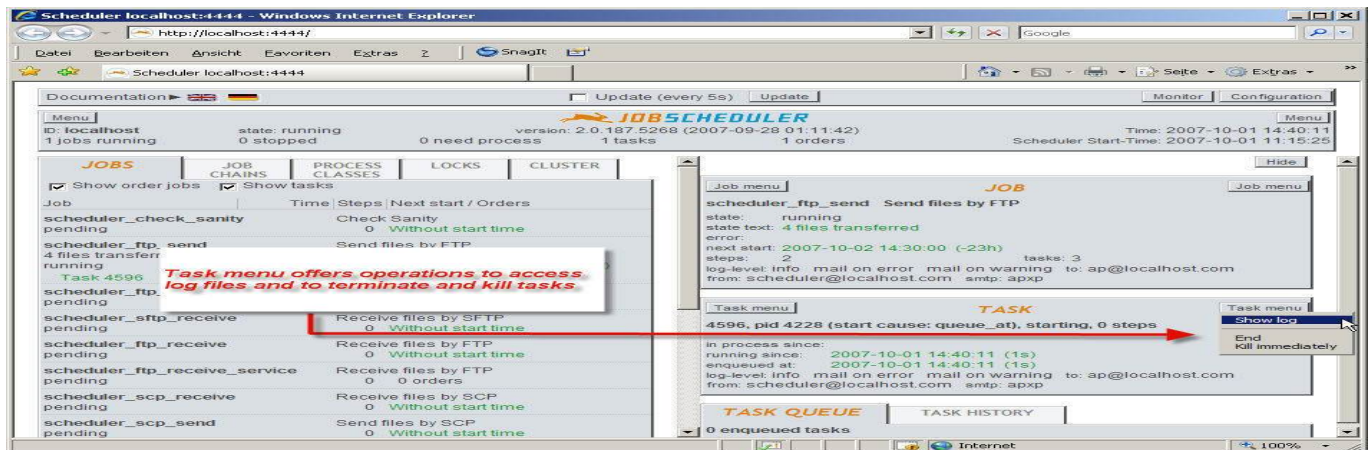 Scheduler localhost:4444 - Windows Internet Explorer
http://localhost:4444/
Google
Datei Bearbeiten Ansicht Favoriten Extras ? SnagIt
Scheduler localhost:4444
Seite Extras
Documentation
Update (every 5s) Update
Monitor Configuration
Menu JOBSCHEDULER Menu
ID: localhost state: running version: 2.0.187.5268 (2007-09-28 01:11:42) Time: 2007-10-01 14:40:11
1 jobs running 0 stopped 0 need process 1 tasks 1 orders Scheduler Start-Time: 2007-10-01 11:15:25
JOBS JOB CHAINS PROCESS CLASSES LOCKS CLUSTER
Show order jobs Show tasks
Job Time Steps Next start / Orders
scheduler_check_sanity Check Sanity
pending 0 Without start time
scheduler_ftp_send Send files by FTP
4 files transferr
running
Task 4596
scheduler_ftp_
pending
scheduler_sftp_receive Receive files by SFTP
pending 0 Without start time
scheduler_ftp_receive Receive files by FTP
pending 0 Without start time
scheduler_ftp_receive_service Receive files by FTP
pending 0 0 orders
scheduler_scp_receive Receive files by SCP
pending 0 Without start time
scheduler_scp_send Send files by SCP
pending 0 Without start time
Task menu offers operations to access
log files and to terminate and kill tasks
Hide
Job menu JOB Job menu
scheduler_ftp_send Send files by FTP
state: running
state text: 4 files transferred
error:
next start: 2007-10-02 14:30:00 (-23h)
steps: 2 tasks: 3
log-level: info mail on error mail on warning to: ap@localhost.com
from: scheduler@localhost.com smtp: apxp
Task menu TASK Task menu
4596, pid 4228 (start cause: queue_at), starting, 0 steps
Show log
End
Kill immediately
in process since:
running since: 2007-10-01 14:40:11 (1s)
enqueued at: 2007-10-01 14:40:11 (1s)
log-level: info mail on error mail on warning to: ap@localhost.com
from: scheduler@localhost.com smtp: apxp
TASK QUEUE TASK HISTORY
0 enqueued tasks
Internet 100%